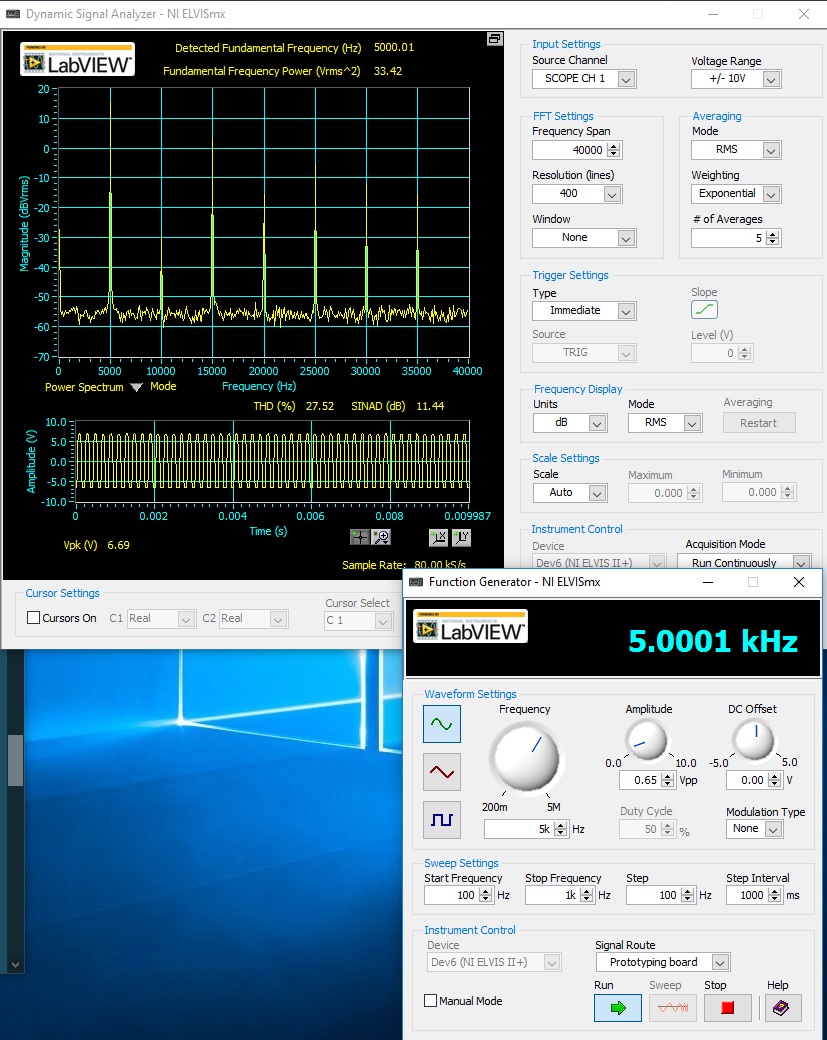 Dynamic Signal Analyzer - NI ELVISmx
POWERED BY
NATIONAL INSTRUMENTS
LabVIEW™
Detected Fundamental Frequency (Hz) 5000.01
Fundamental Frequency Power (Vrms^2) 33.42
Magnitude (dBVrms)
20
10
0
-10
-20
-30
-40
-50
-60
-70
0 5000 10000 15000 20000 25000 30000 35000 40000
Power Spectrum Mode Frequency (Hz)
THD (%) 27.52 SINAD (dB) 11.44
Amplitude (V)
10.0
5.0
0.0
-5.0
-10.0
0 0.002 0.004 0.006 0.008 0.009987
Time (s)
Vpk (V) 6.69
Sample Rate: 80.00 kS/s
Cursor Settings
Cursors On C1 Real C2 Real
Cursor Select
C 1
Input Settings
Source Channel Voltage Range
SCOPE CH 1 +/- 10V
FFT Settings
Frequency Span
40000
Resolution (lines)
400
Window
None
Averaging
Mode
RMS
Weighting
Exponential
# of Averages
5
Trigger Settings
Type Slope
Immediate
Source Level (V)
TRIG 0
Frequency Display
Units Mode Averaging
dB RMS Restart
Scale Settings
Scale Maximum Minimum
Auto 0.000 0.000
Instrument Control
Device Acquisition Mode
Dev6 (NI ELVIS II+) Run Continuously
Function Generator - NI ELVISmx
POWERED BY
LabVIEW™
5.0001 kHz
Waveform Settings
Frequency Amplitude DC Offset
0.0 10.0 -5.0 5.0
0.65 Vpp 0.00 V
200m 5M
5k Hz
Duty Cycle Modulation Type
50 % None
Sweep Settings
Start Frequency Stop Frequency Step Step Interval
100 Hz 1k Hz 100 Hz 1000 ms
Instrument Control
Device Signal Route
Dev6 (NI ELVIS II+) Prototyping board
Run Sweep Stop Help
Manual Mode